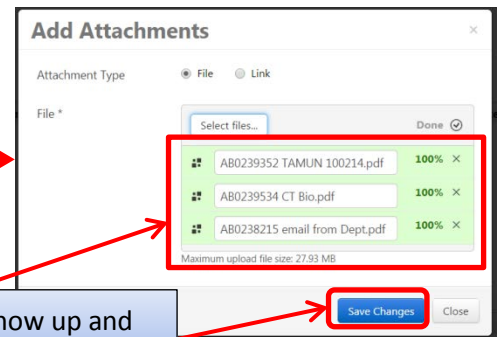 Add Attachments ×
Attachment Type File Link
File *
Select files... Done
AB0239352 TAMUN 100214.pdf 100% ×
AB0239534 CT Bio.pdf 100% ×
AB0238215 email from Dept.pdf 100% ×
Maximum upload file size: 27.93 MB
Save Changes Close
up and